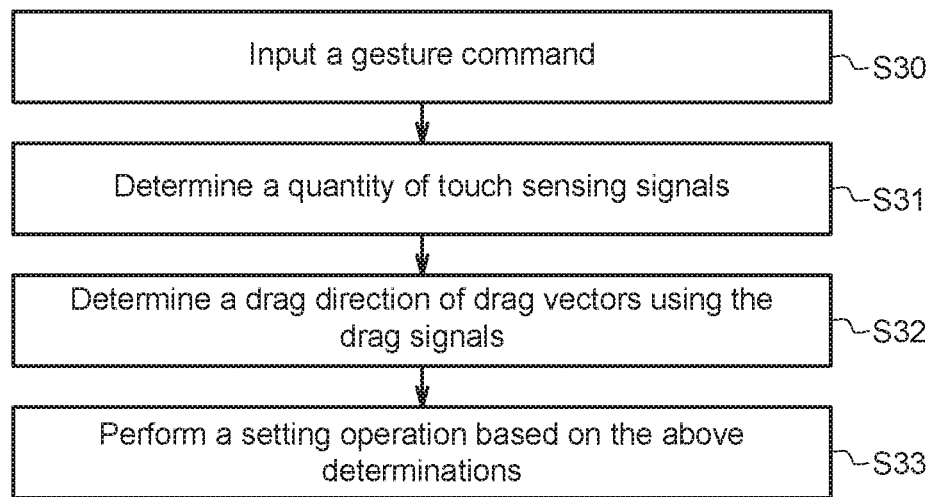 Input a gesture command
S30
Determine a quantity of touch sensing signals
S31
Determine a drag direction of drag vectors using the
drag signals
S32
Perform a setting operation based on the above
determinations
S33